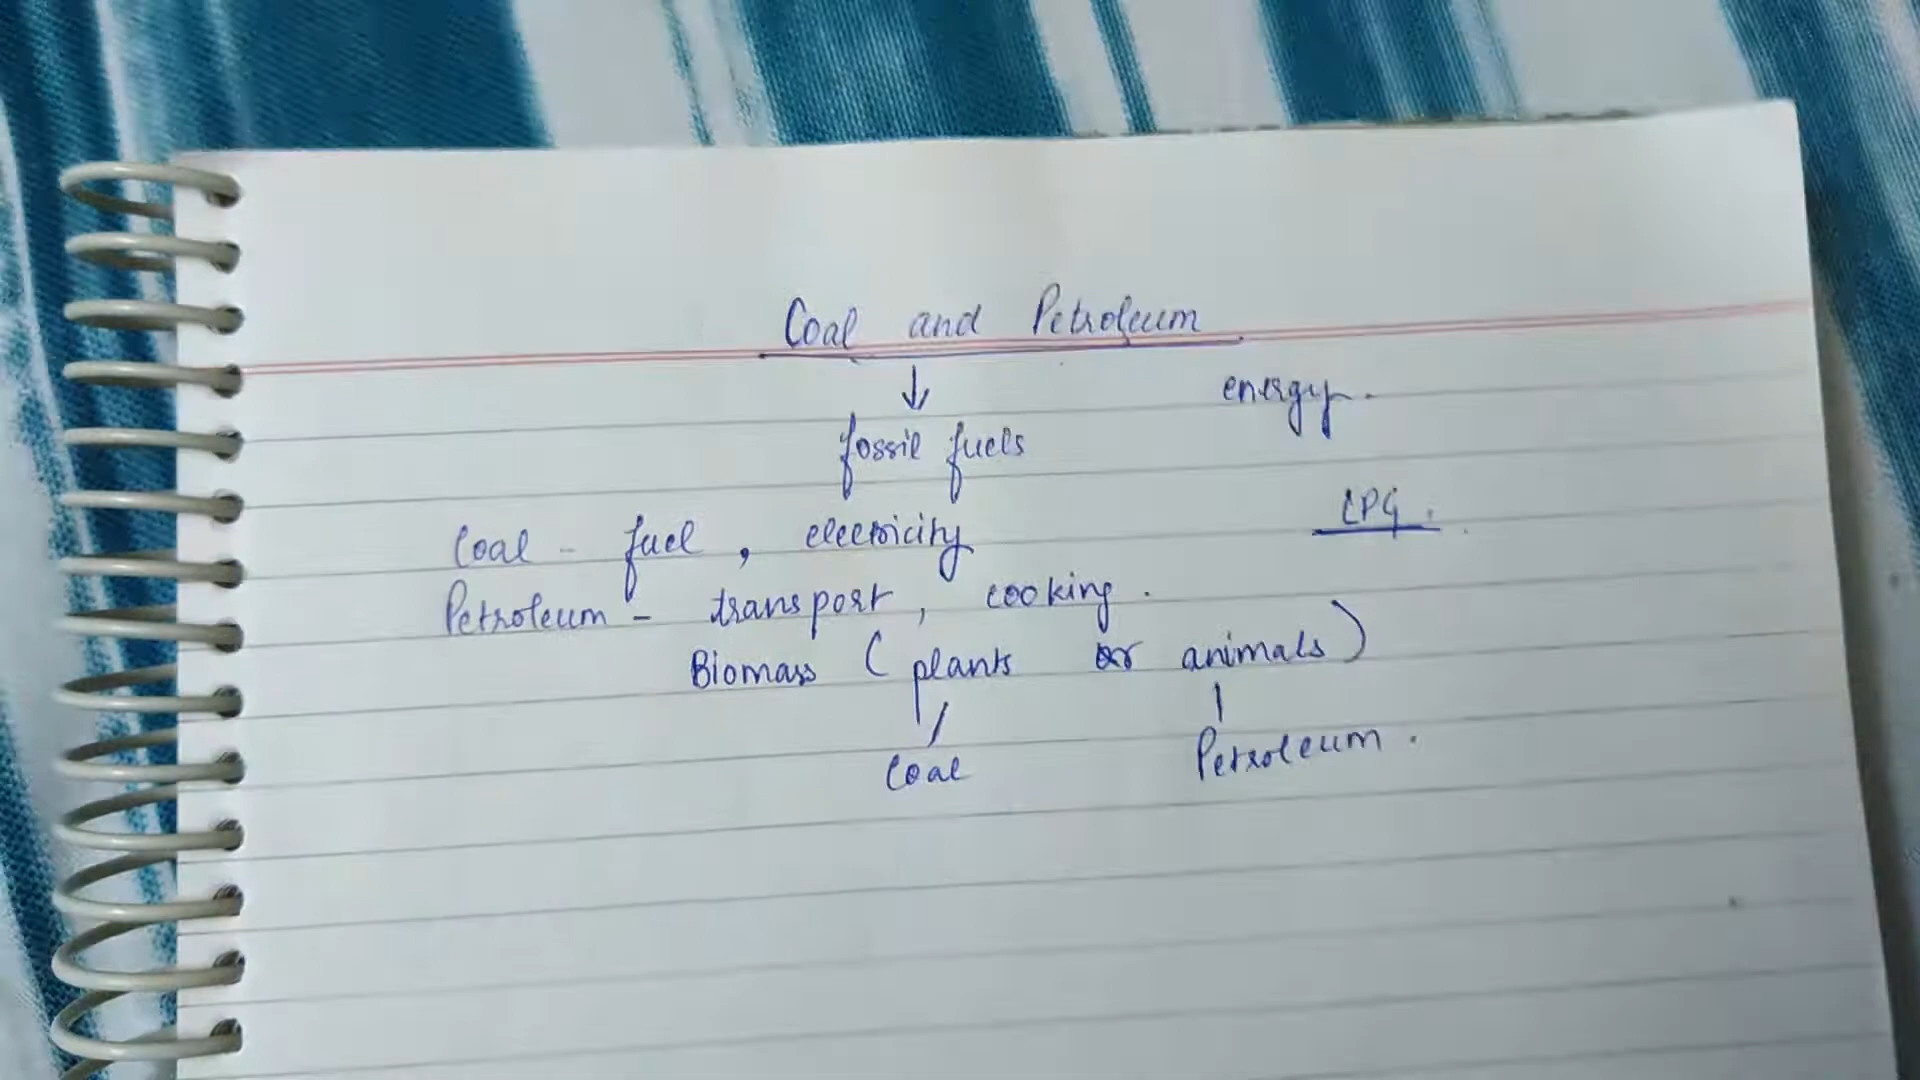 Coal and Petroleum
↓
energy.
fossil fuels
LPG.
Coal - fuel, electricity
Petroleum - transport, cooking.
Biomass (plants or animals)
Coal Petroleum.